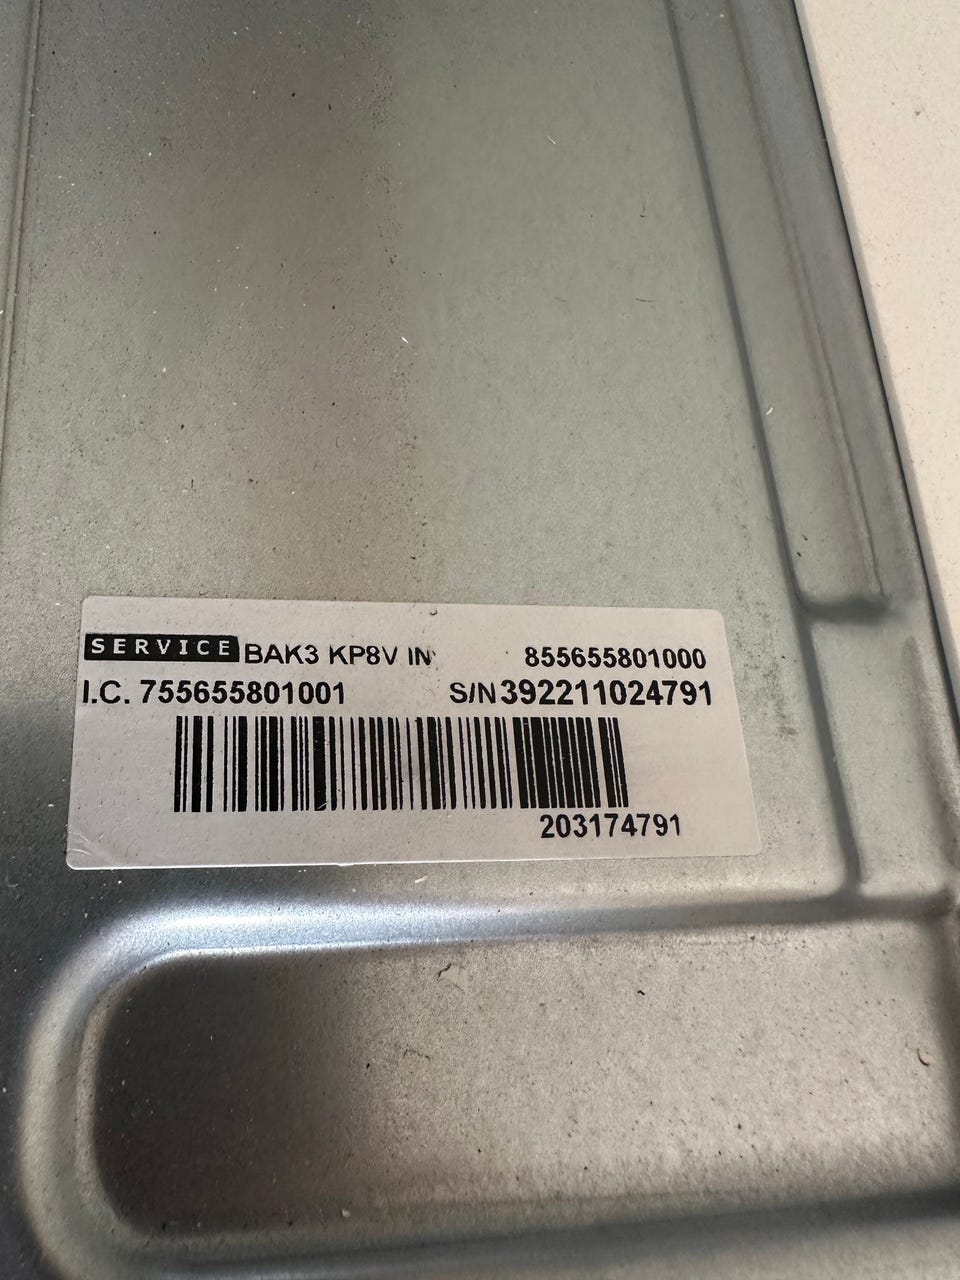 SERVICE BAK3 KP8V IN 855655801000
I.C. 755655801001 S/N 392211024791
203174791